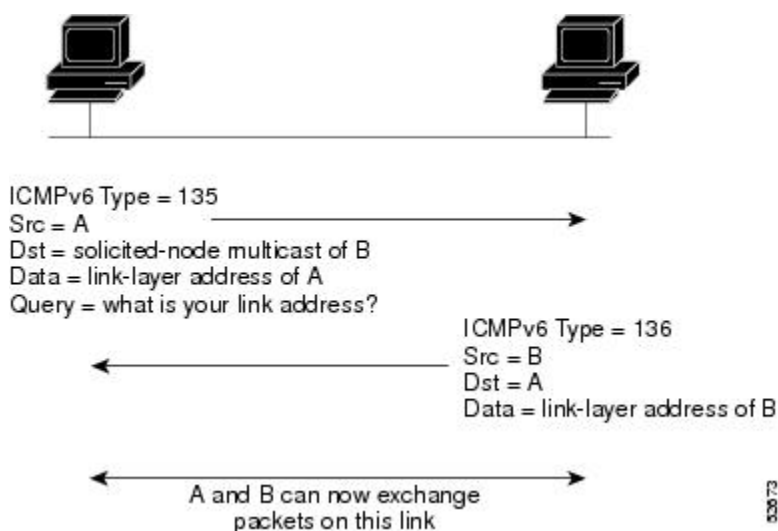 ICMPv6 Type = 135
Src = A
Dst = solicited-node multicast of B
Data = link-layer address of A
Query = what is your link address?
ICMPv6 Type = 136
Src = B
Dst = A
Data = link-layer address of B
A and B can now exchange
packets on this link
52673